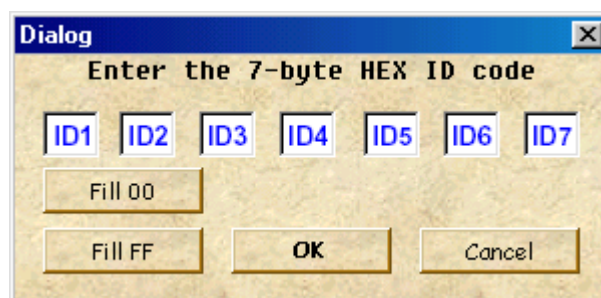 Dialog
Enter the 7-byte HEX ID code
ID1 ID2 ID3 ID4 ID5 ID6 ID7
Fill 00
Fill FF OK Cancel